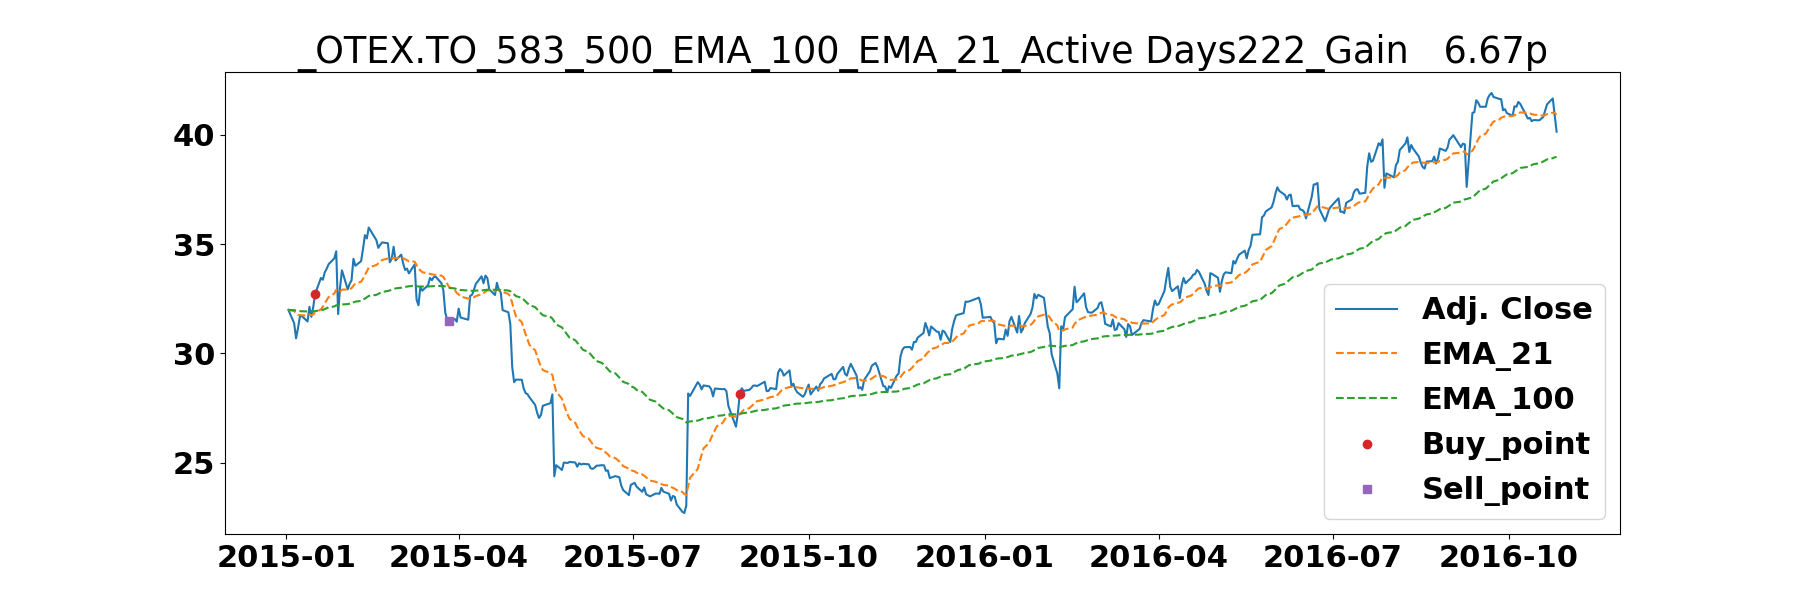 _OTEX.TO_583_500_EMA_100_EMA_21_Active Days222_Gain   6.67p
40
35
30
25
2015-01 2015-04 2015-07 2015-10 2016-01 2016-04 2016-07 2016-10
Adj. Close
EMA_21
EMA_100
Buy_point
Sell_point